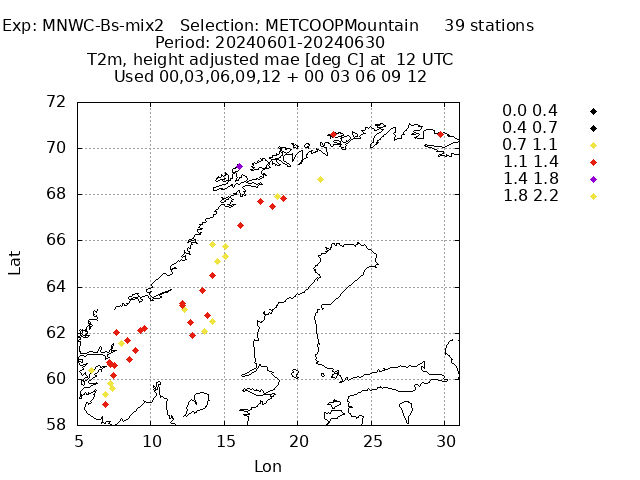 Exp: MNWC-Bs-mix2   Selection: METCOOPMountain     39 stations
Period: 20240601-20240630
T2m, height adjusted mae [deg C] at  12 UTC
Used 00,03,06,09,12 + 00 03 06 09 12
0.0 0.4
0.4 0.7
0.7 1.1
1.1 1.4
1.4 1.8
1.8 2.2
72
70
68
66
64
62
60
58
Lat
5 10 15 20 25 30
Lon